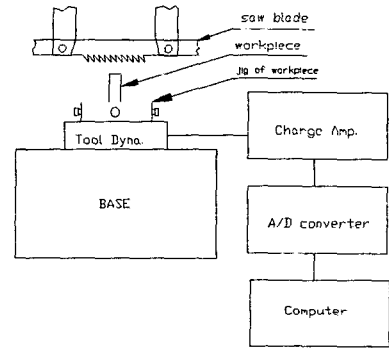 saw blade
workpiece
jig of workpiece
Charge Amp.
Tool Dyna.
BASE
A/D converter
Computer